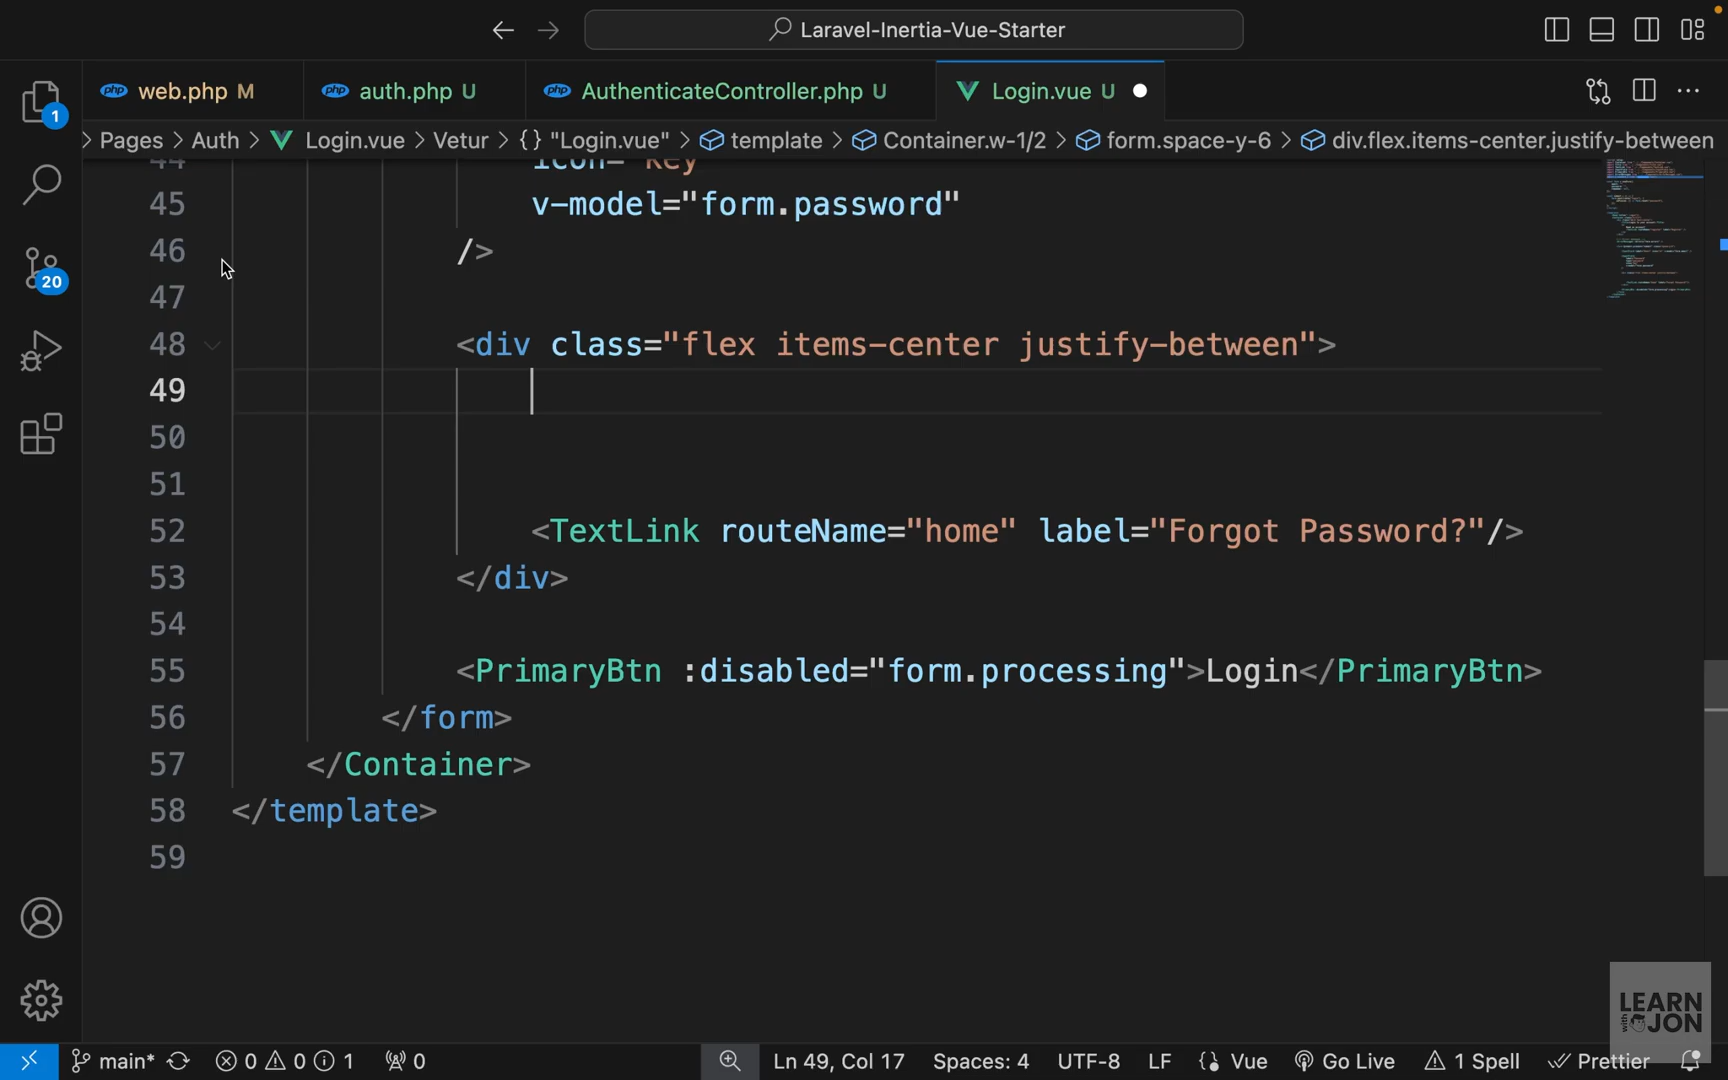 Laravel-Inertia-Vue-Starter
web.php M
auth.php U
AuthenticateController.php U
Login.vue U
Pages > Auth > Login.vue > Vetur > {} "Login.vue" > template > Container.w-1/2 > form.space-y-6 > div.flex.items-center.justify-between
44 icon="key"
45 v-model="form.password"
46 />
47
48 <div class="flex items-center justify-between">
49
50
51
52 <TextLink routeName="home" label="Forgot Password?"/>
53 </div>
54
55 <PrimaryBtn :disabled="form.processing">Login</PrimaryBtn>
56 </form>
57 </Container>
58 </template>
59
1
20
LEARN
with JON
main* 0 0 1 0 Ln 49, Col 17 Spaces: 4 UTF-8 LF {} Vue Go Live 1 Spell Prettier